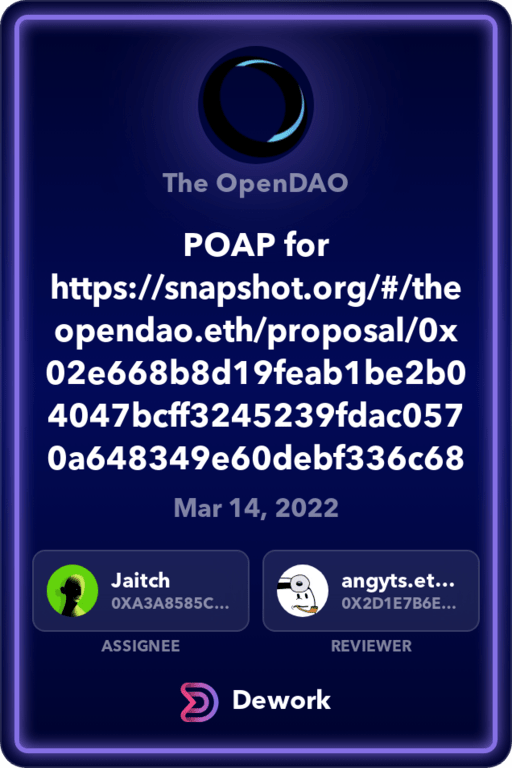 The OpenDAO
POAP for
https://snapshot.org/#/the
opendao.eth/proposal/0x
02e668b8d19feab1be2b0
4047bcff3245239fdac057
0a648349e60debf336c68
Mar 14, 2022
Jaitch
0XA3A8585C...
ASSIGNEE
angyts.et...
0X2D1E7B6E...
REVIEWER
Dework